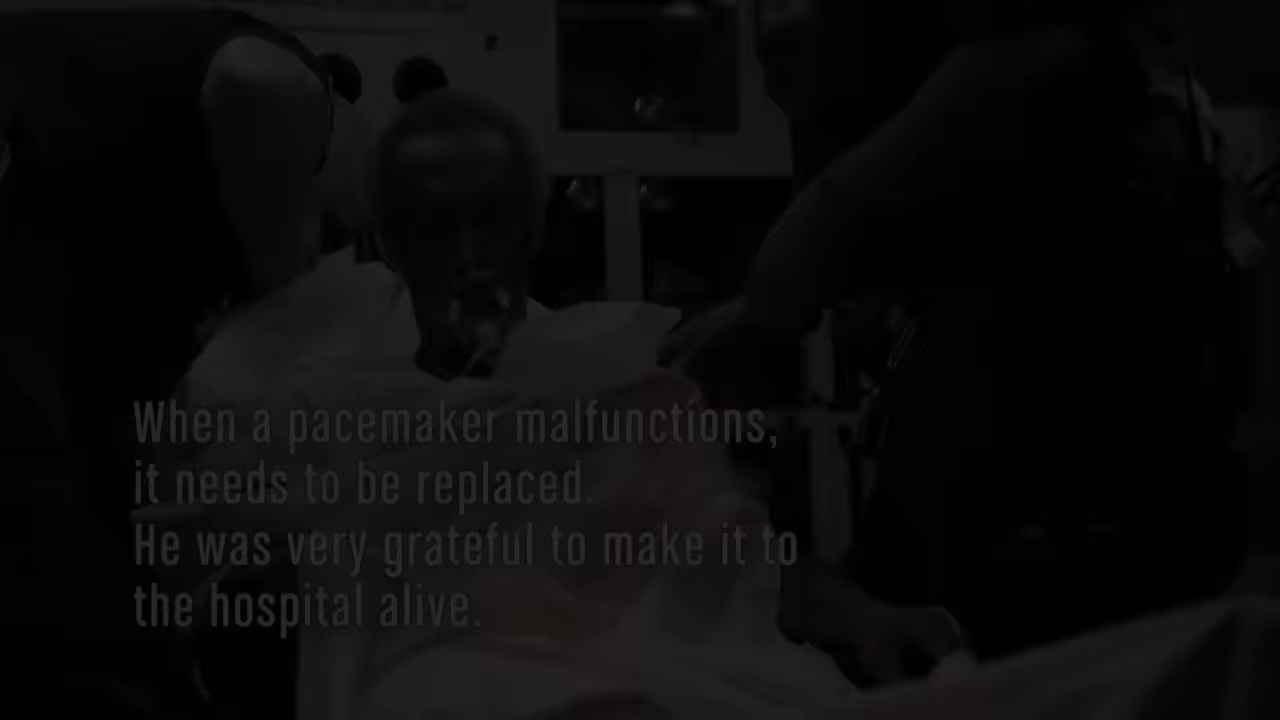 When a pacemaker malfunctions,
it needs to be replaced.
He was very grateful to make it to
the hospital alive.